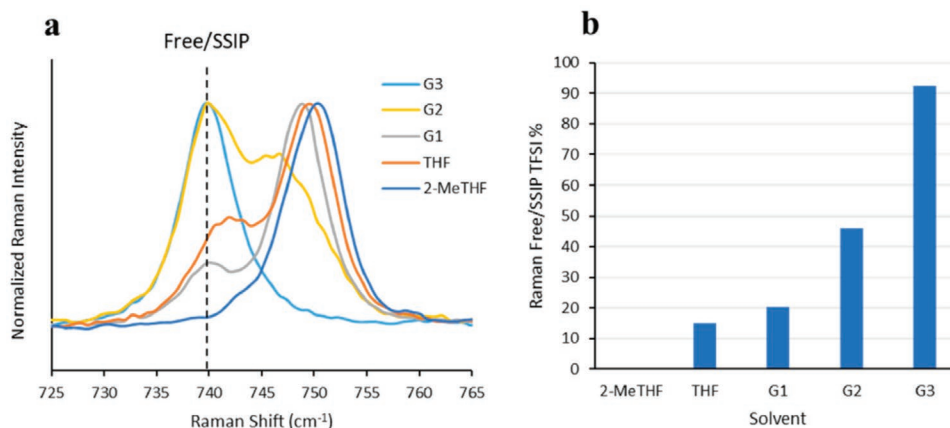 a
Free/SSIP
Normalized Raman Intensity
G3
G2
G1
THF
2-MeTHF
725 730 735 740 745 750 755 760 765
Raman Shift (cm⁻¹)
b
Raman Free/SSIP TFSI %
100
90
80
70
60
50
40
30
20
10
0
2-MeTHF THF G1 G2 G3
Solvent